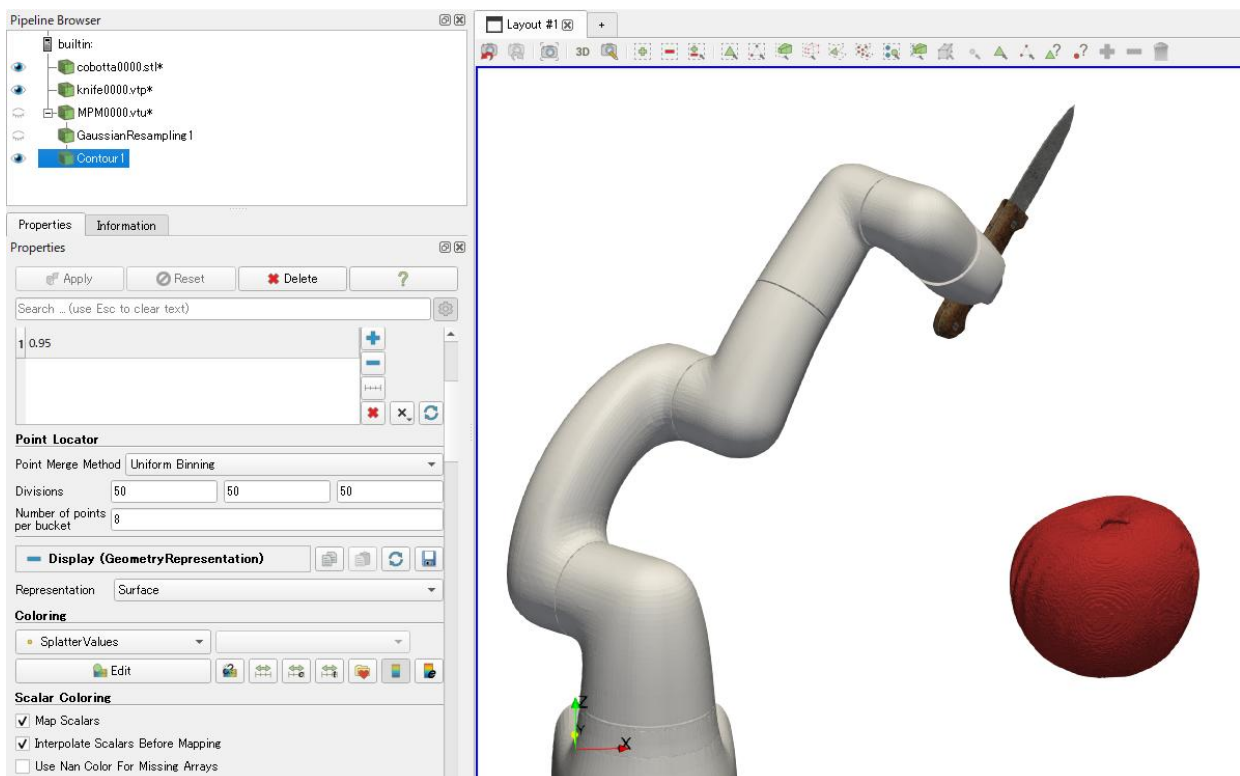 Pipeline Browser
builtin:
cobotta0000.stl*
knife0000.vtp*
MPM0000.vtu*
GaussianResampling1
Contour1
Properties Information
Properties
Apply Reset Delete ?
Search ... (use Esc to clear text)
1 0.95
Point Locator
Point Merge Method Uniform Binning
Divisions 50 50 50
Number of points
per bucket 8
Display (GeometryRepresentation)
Representation Surface
Coloring
SplatterValues
Edit
Scalar Coloring
Map Scalars
Interpolate Scalars Before Mapping
Use Nan Color For Missing Arrays
Layout #1 +
3D
Z
Y
X